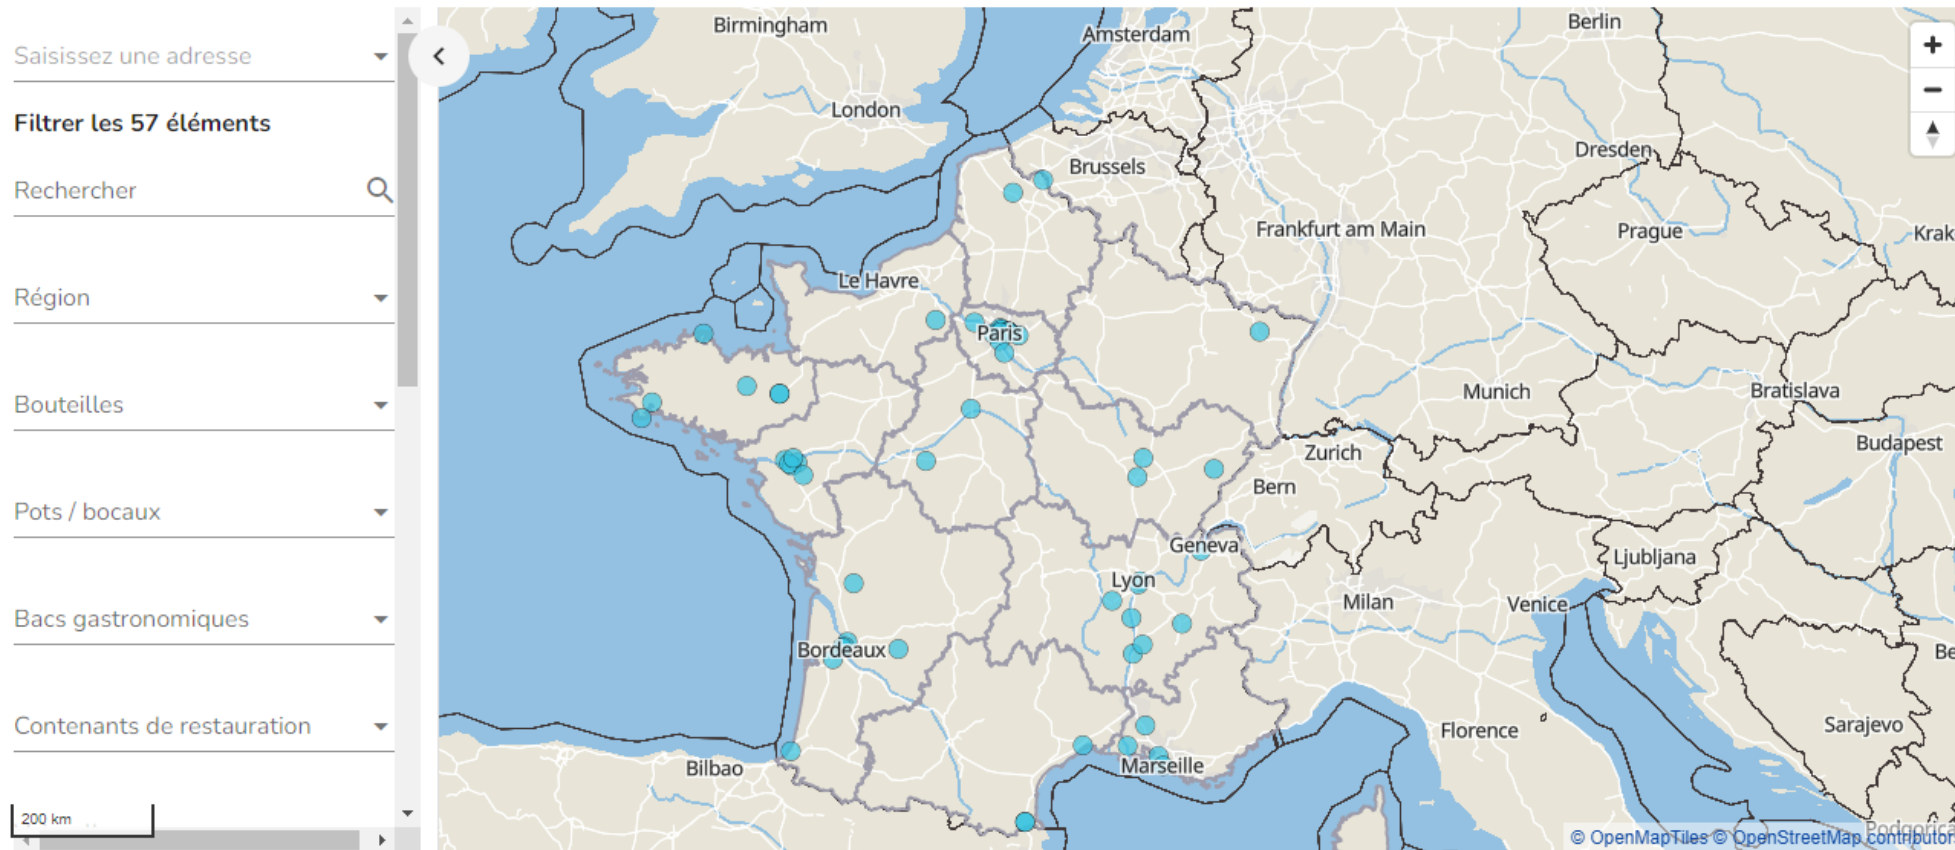 Saisissez une adresse
Filtrer les 57 éléments
Rechercher
Région
Bouteilles
Pots / bocaux
Bacs gastronomiques
Contenants de restauration
200 km
Birmingham
Amsterdam
Berlin
London
Brussels
Dresden
Frankfurt am Main
Prague
Krak
Le Havre
Paris
Munich
Bratislava
Budapest
Zurich
Bern
Geneva
Ljubljana
Lyon
Milan
Venice
Bordeaux
Be
Sarajevo
Florence
Bilbao
Marseille
Podgorica
© OpenMapTiles © OpenStreetMap contributor